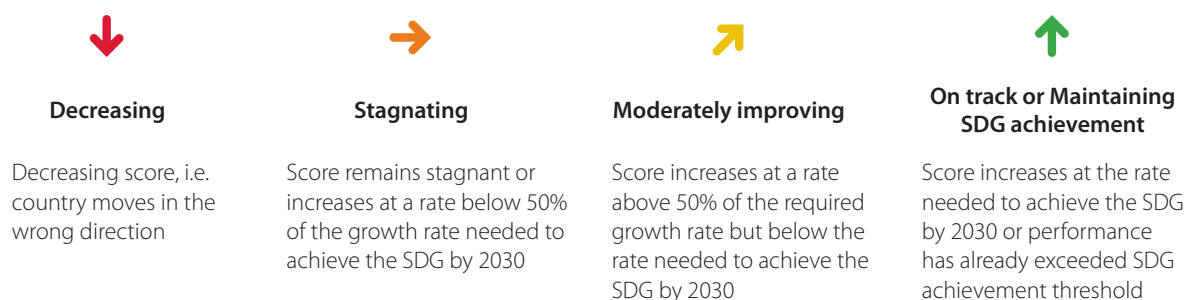 Decreasing
Decreasing score, i.e.
country moves in the
wrong direction
Stagnating
Score remains stagnant or
increases at a rate below 50%
of the growth rate needed to
achieve the SDG by 2030
Moderately improving
Score increases at a rate
above 50% of the required
growth rate but below the
rate needed to achieve the
SDG by 2030
On track or Maintaining
SDG achievement
Score increases at the rate
needed to achieve the SDG
by 2030 or performance
has already exceeded SDG
achievement threshold